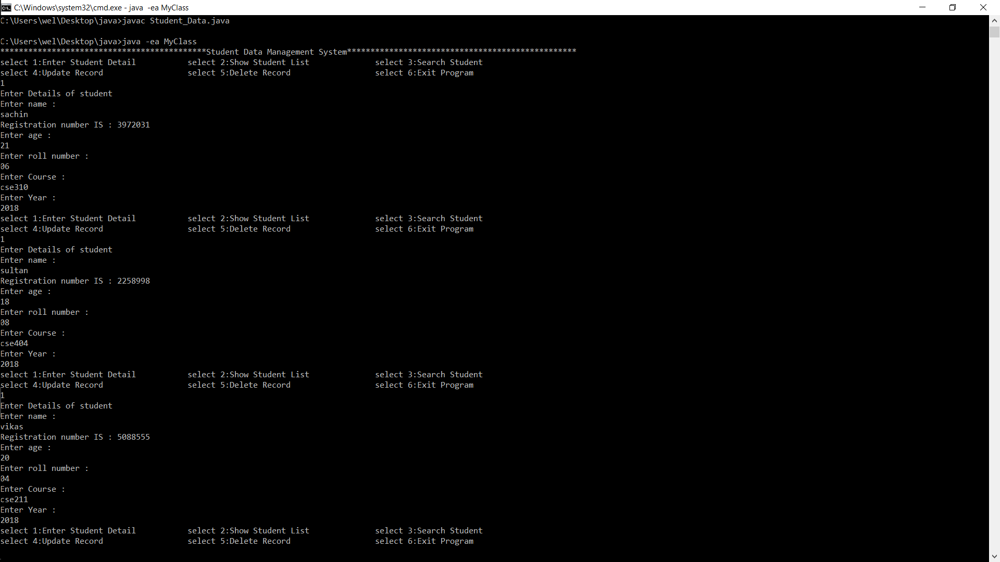 C:\Windows\system32\cmd.exe - java  -ea MyClass
C:\Users\wel\Desktop\java>javac Student_Data.java
C:\Users\wel\Desktop\java>java -ea MyClass
********************************************Student Data Management System*************************************************
select 1:Enter Student Detail           select 2:Show Student List              select 3:Search Student
select 4:Update Record                  select 5:Delete Record                  select 6:Exit Program
1
Enter Details of student
Enter name :
sachin
Registration number IS : 3972031
Enter age :
21
Enter roll number :
06
Enter Course :
cse310
Enter Year :
2018
select 1:Enter Student Detail           select 2:Show Student List              select 3:Search Student
select 4:Update Record                  select 5:Delete Record                  select 6:Exit Program
1
Enter Details of student
Enter name :
sultan
Registration number IS : 2258998
Enter age :
18
Enter roll number :
08
Enter Course :
cse404
Enter Year :
2018
select 1:Enter Student Detail           select 2:Show Student List              select 3:Search Student
select 4:Update Record                  select 5:Delete Record                  select 6:Exit Program
1
Enter Details of student
Enter name :
vikas
Registration number IS : 5088555
Enter age :
20
Enter roll number :
04
Enter Course :
cse211
Enter Year :
2018
select 1:Enter Student Detail           select 2:Show Student List              select 3:Search Student
select 4:Update Record                  select 5:Delete Record                  select 6:Exit Program